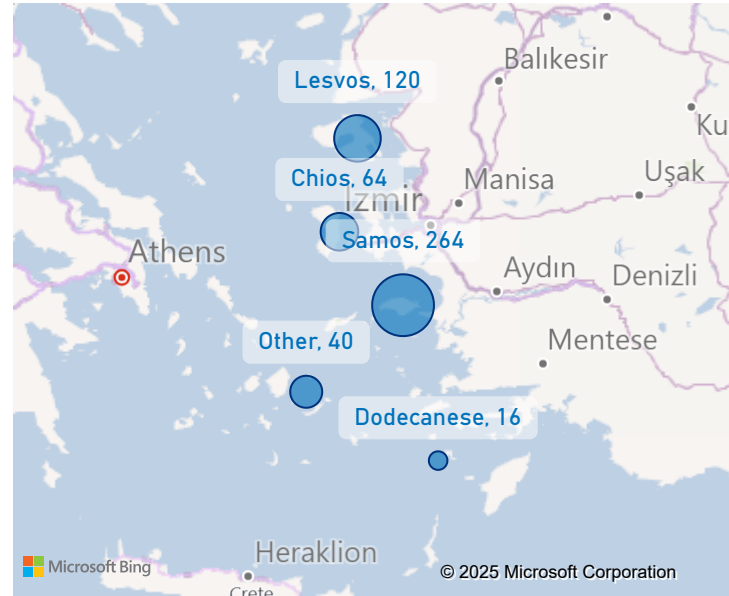 Balıkesir
Lesvos, 120
Ku
Chios, 64
Uşak
Manisa
İzmir
Samos, 264
Athens
Aydın
Denizli
Other, 40
Mentese
Dodecanese, 16
Heraklion
Microsoft Bing
© 2025 Microsoft Corporation
Crete